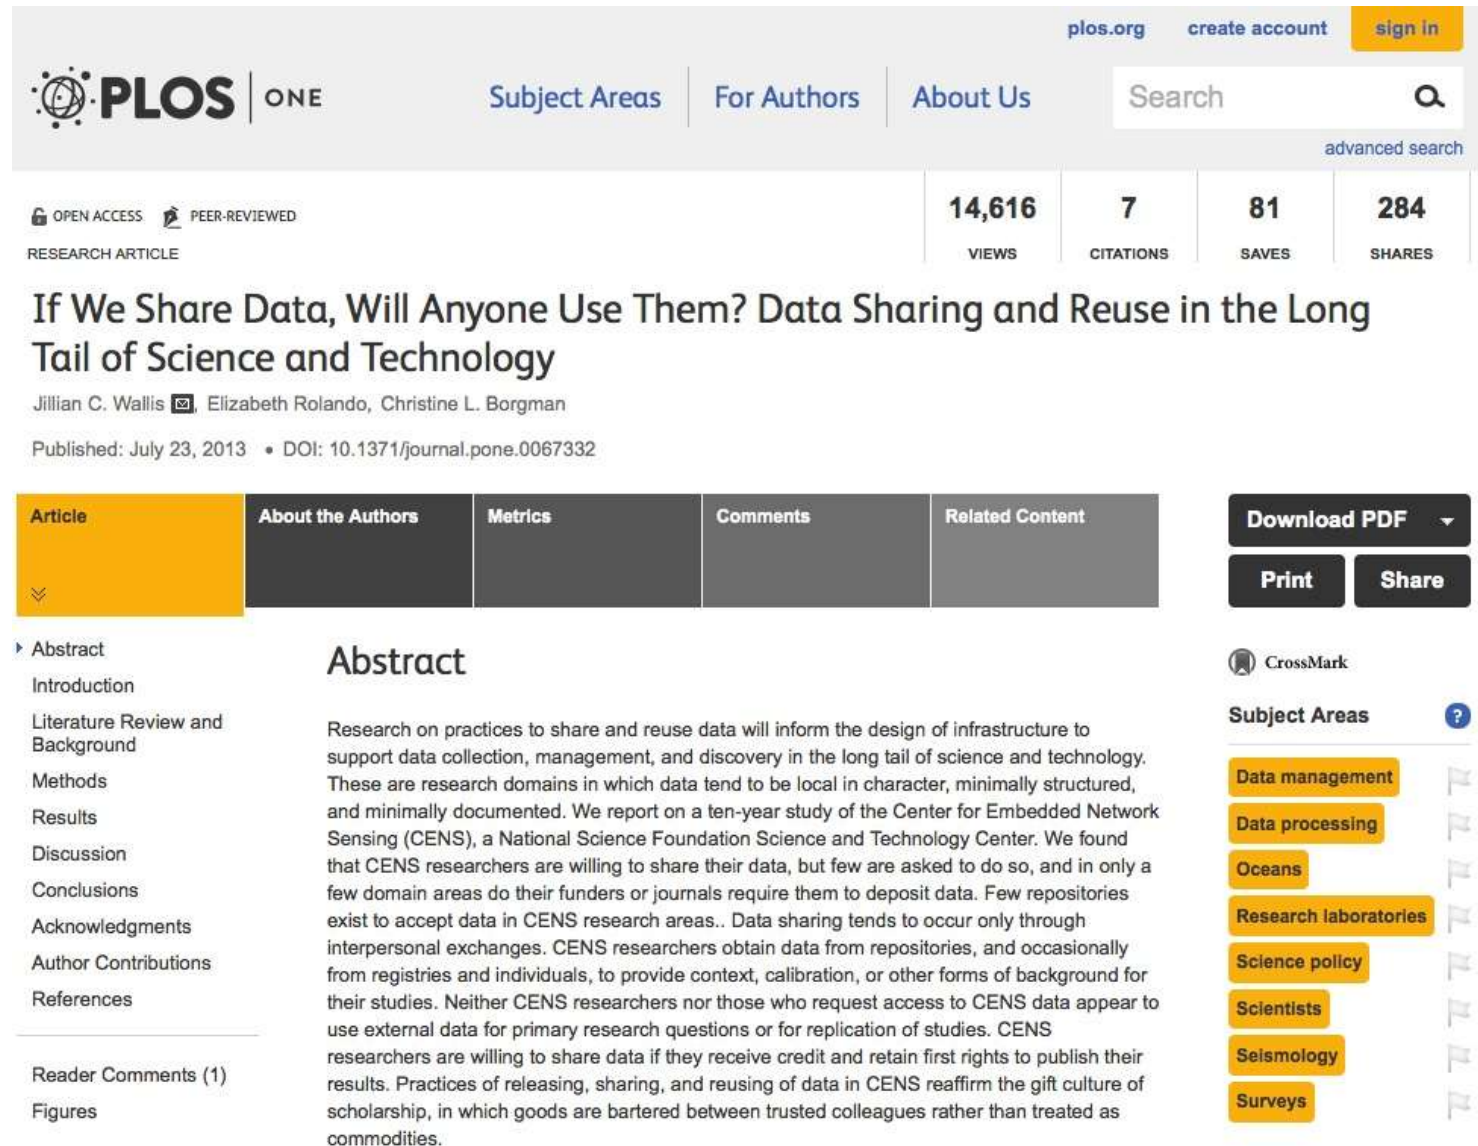 plos.org create account sign in
PLOS ONE Subject Areas For Authors About Us Search
advanced search
OPEN ACCESS PEER-REVIEWED
RESEARCH ARTICLE
14,616 7 81 284
VIEWS CITATIONS SAVES SHARES
If We Share Data, Will Anyone Use Them? Data Sharing and Reuse in the Long
Tail of Science and Technology
Jillian C. Wallis, Elizabeth Rolando, Christine L. Borgman
Published: July 23, 2013 • DOI: 10.1371/journal.pone.0067332
Article About the Authors Metrics Comments Related Content
Download PDF
Print Share
Abstract
Introduction
Literature Review and
Background
Methods
Results
Discussion
Conclusions
Acknowledgments
Author Contributions
References
Reader Comments (1)
Figures
Abstract
Research on practices to share and reuse data will inform the design of infrastructure to
support data collection, management, and discovery in the long tail of science and technology.
These are research domains in which data tend to be local in character, minimally structured,
and minimally documented. We report on a ten-year study of the Center for Embedded Network
Sensing (CENS), a National Science Foundation Science and Technology Center. We found
that CENS researchers are willing to share their data, but few are asked to do so, and in only a
few domain areas do their funders or journals require them to deposit data. Few repositories
exist to accept data in CENS research areas.. Data sharing tends to occur only through
interpersonal exchanges. CENS researchers obtain data from repositories, and occasionally
from registries and individuals, to provide context, calibration, or other forms of background for
their studies. Neither CENS researchers nor those who request access to CENS data appear to
use external data for primary research questions or for replication of studies. CENS
researchers are willing to share data if they receive credit and retain first rights to publish their
results. Practices of releasing, sharing, and reusing of data in CENS reaffirm the gift culture of
scholarship, in which goods are bartered between trusted colleagues rather than treated as
commodities.
CrossMark
Subject Areas ?
Data management
Data processing
Oceans
Research laboratories
Science policy
Scientists
Seismology
Surveys